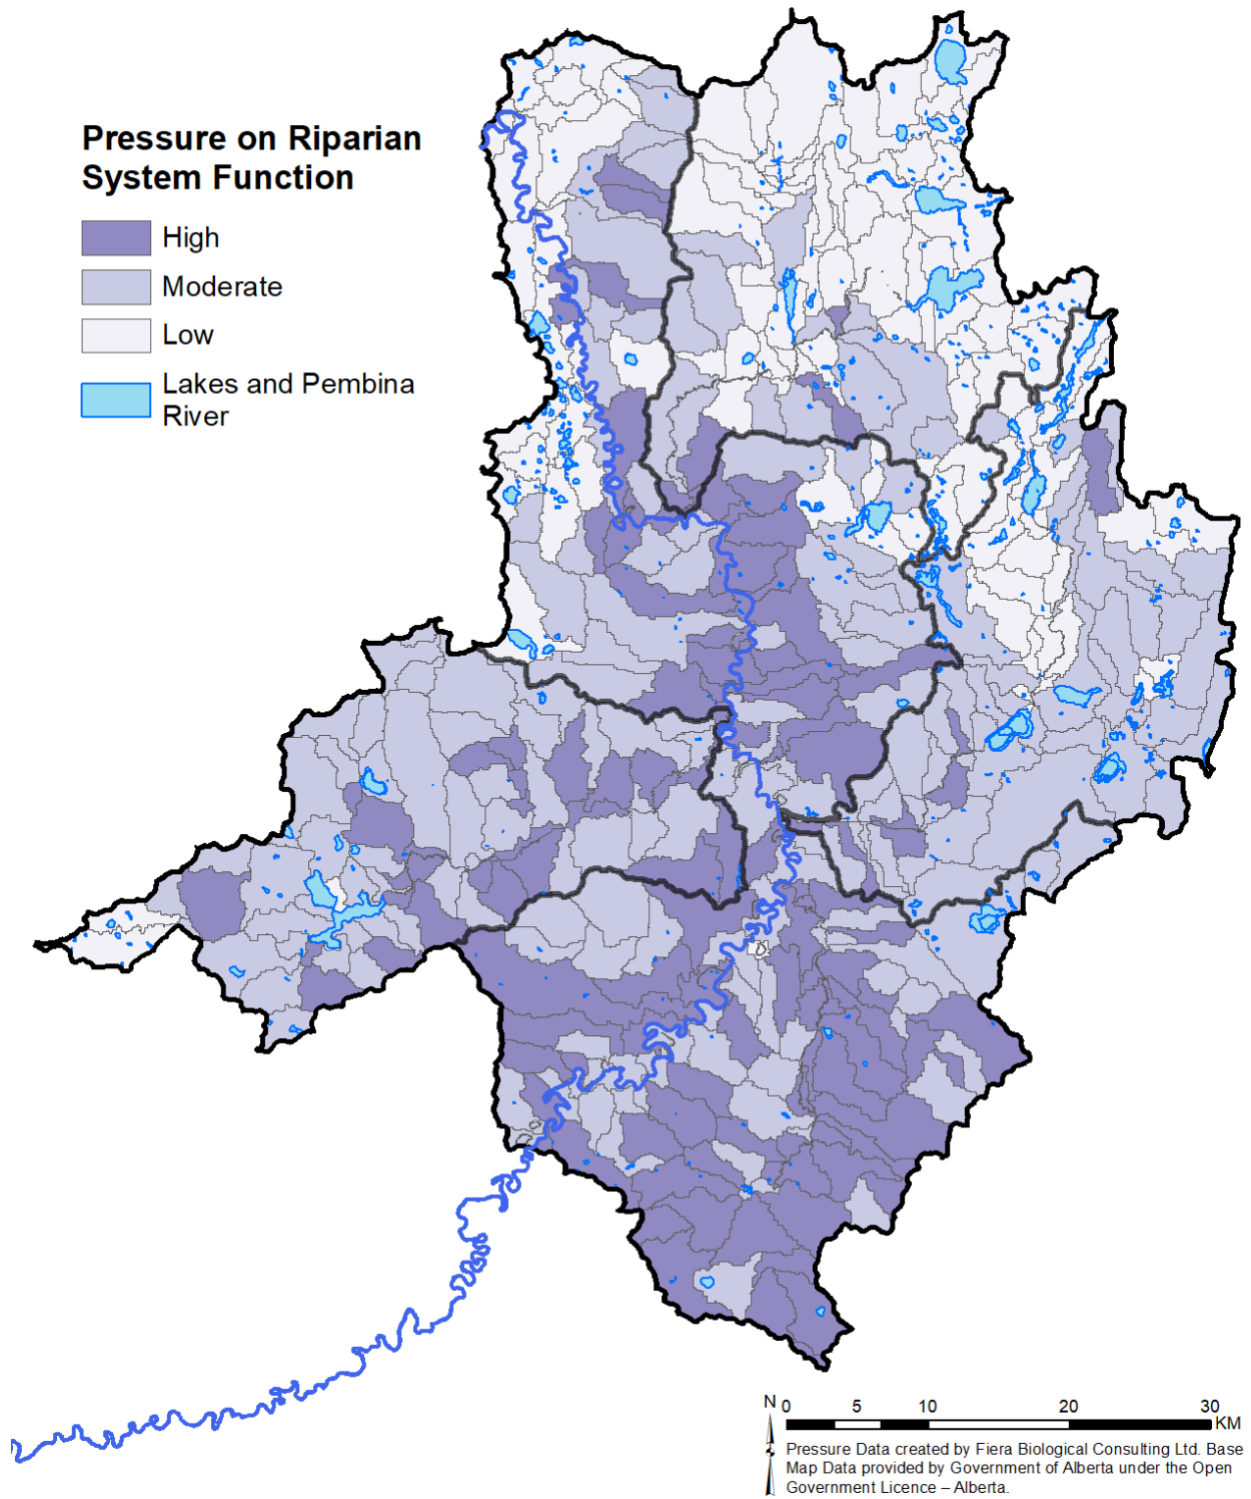 Pressure on Riparian
System Function
High
Moderate
Low
Lakes and Pembina
River
N 0 5 10 20 30
KM
Pressure Data created by Fiera Biological Consulting Ltd. Base
Map Data provided by Government of Alberta under the Open
Government Licence – Alberta.